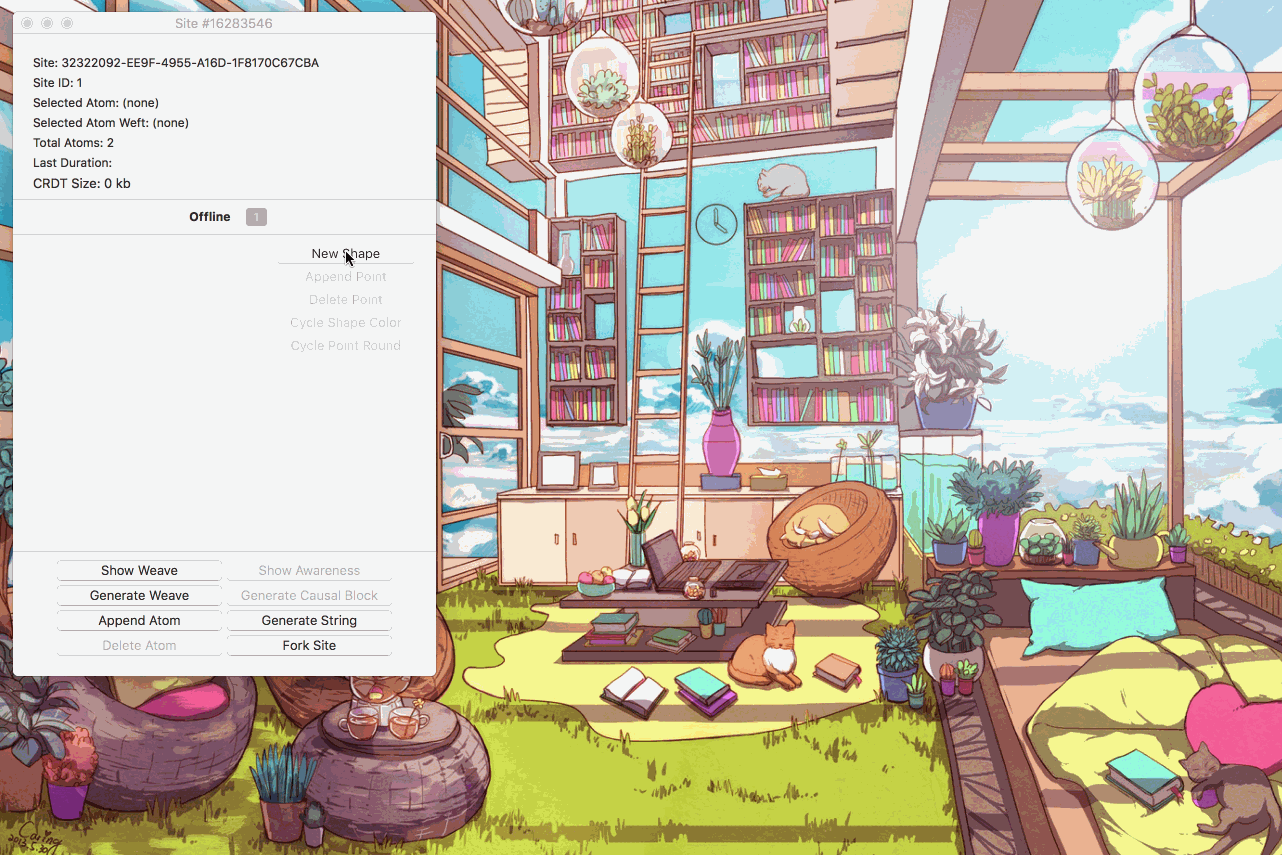 Site #16283546
Site: 32322092-EE9F-4955-A16D-1F8170C67CBA
Site ID: 1
Selected Atom: (none)
Selected Atom Weft: (none)
Total Atoms: 2
Last Duration:
CRDT Size: 0 kb
Offline 1
New Shape
Append Point
Delete Point
Cycle Shape Color
Cycle Point Round
Show Weave Show Awareness
Generate Weave Generate Causal Block
Append Atom Generate String
Delete Atom Fork Site